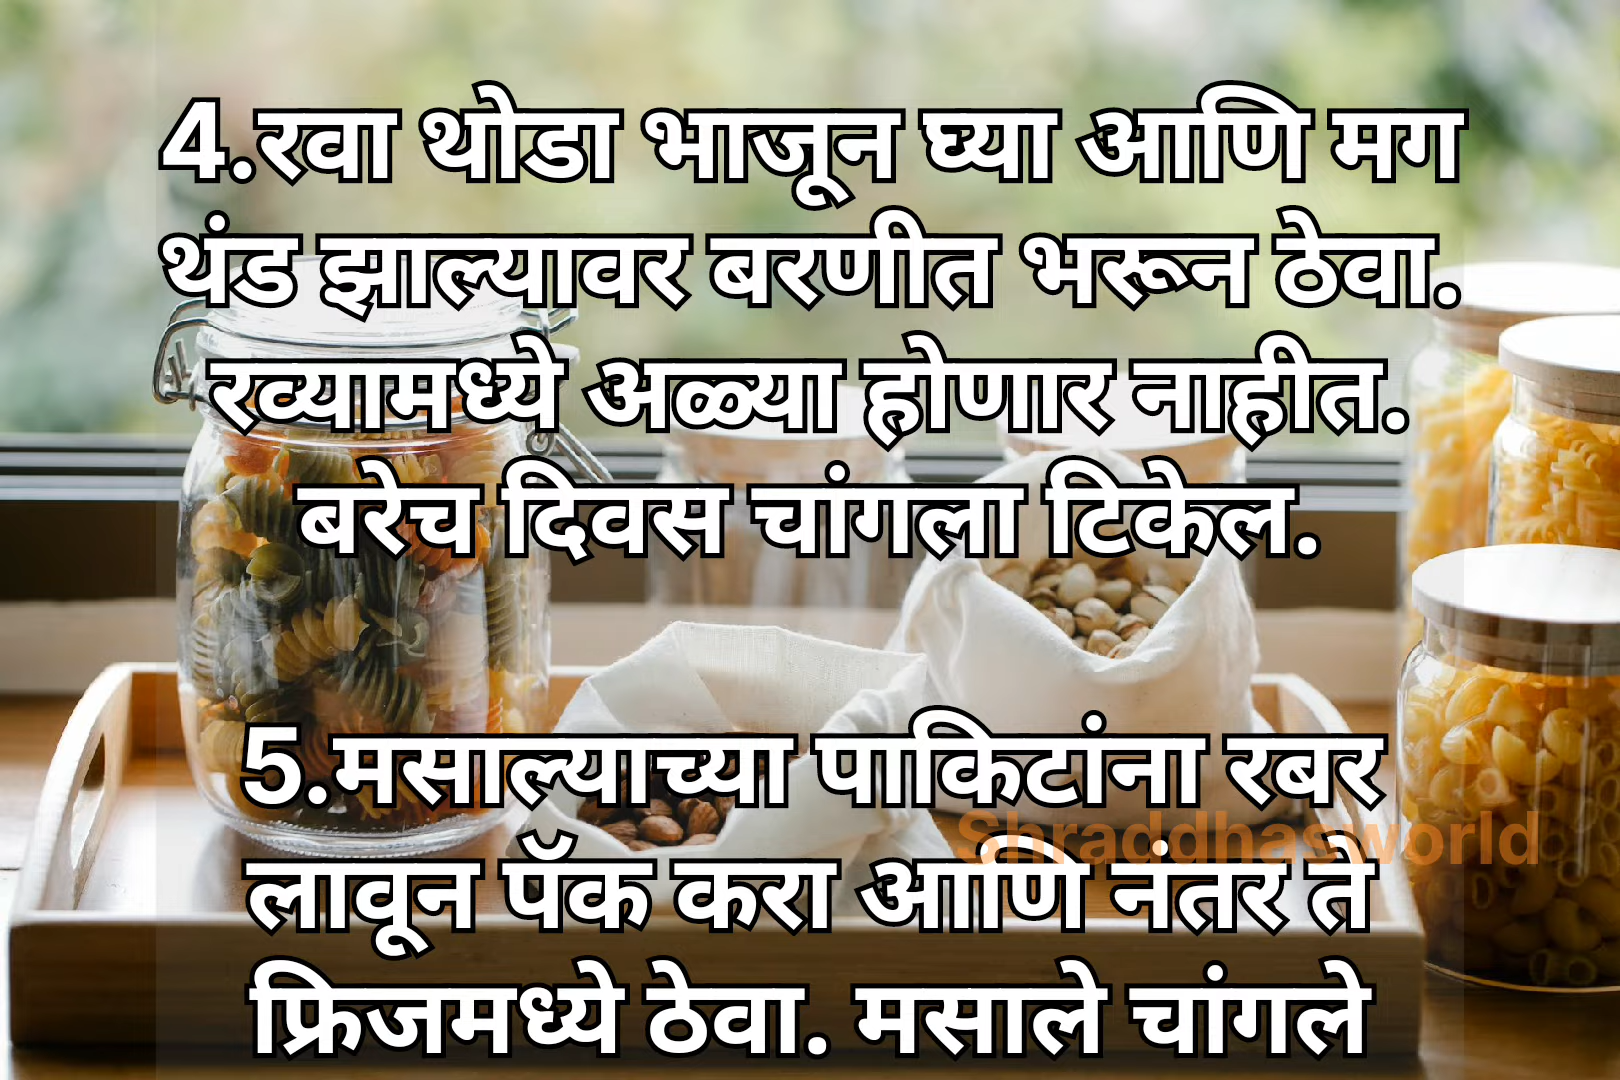 4.रवा थोडा भाजून घ्या आणि मग
थंड झाल्यावर बरणीत भरून ठेवा.
रव्यामध्ये अळ्या होणार नाहीत.
बरेच दिवस चांगला टिकेल.
5.मसाल्याच्या पाकिटांना रबर
Shraddhasworld
लावून पॅक करा आणि नंतर ते
फ्रिजमध्ये ठेवा. मसाले चांगले